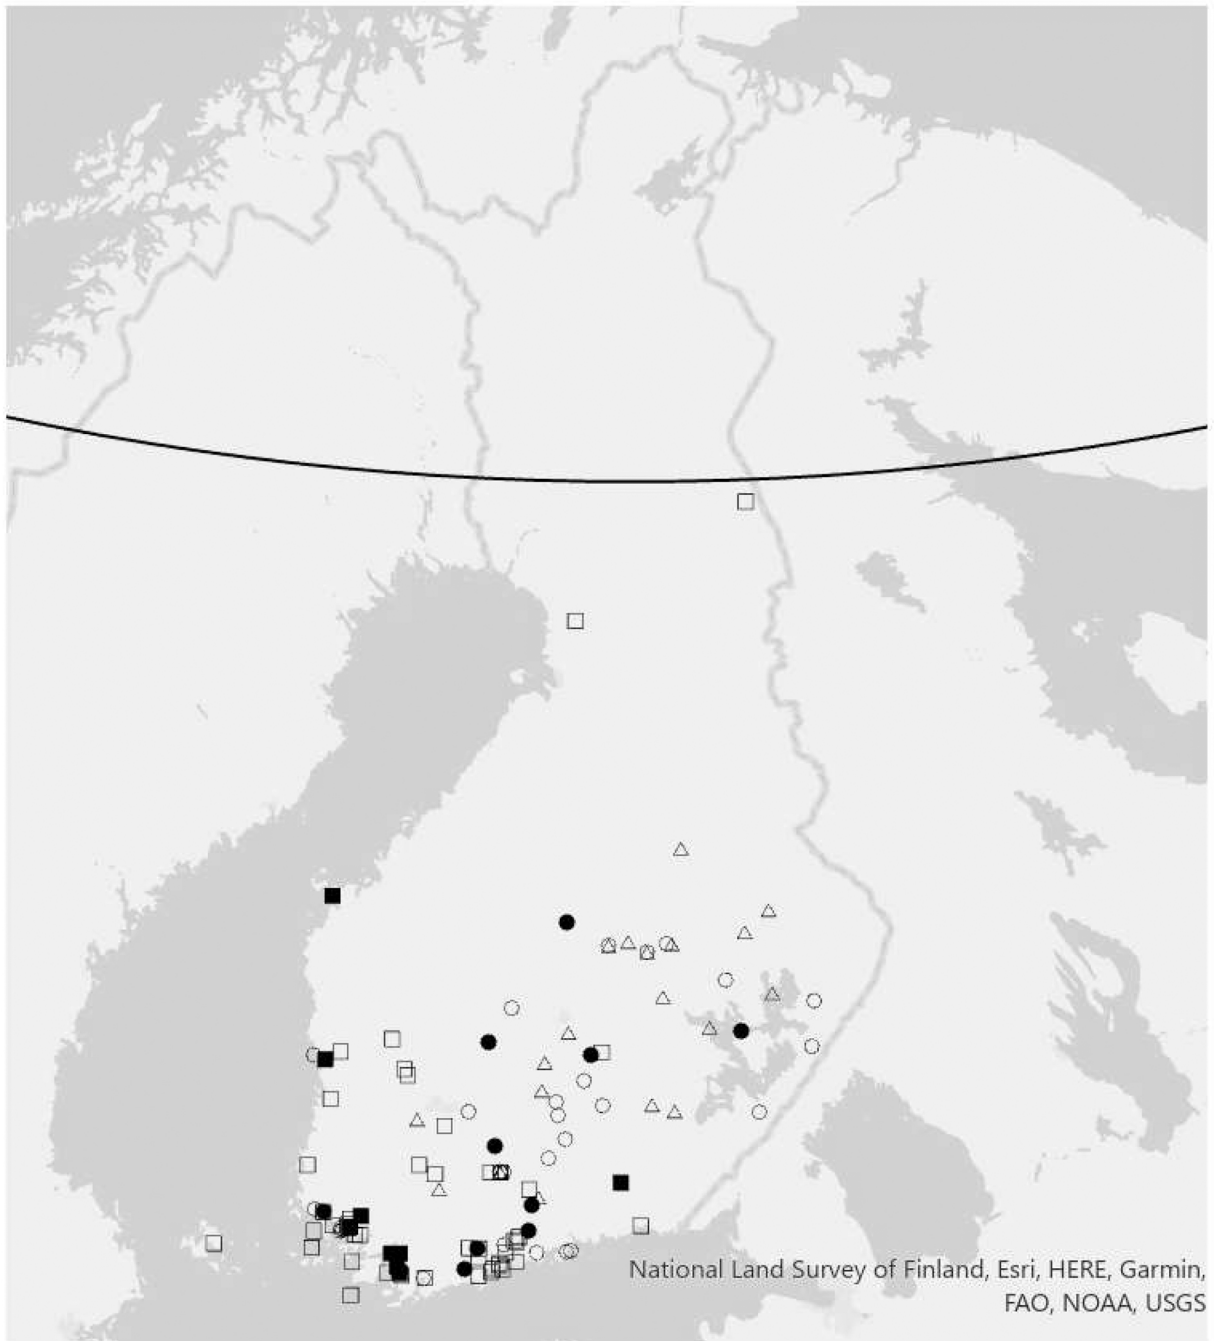 National Land Survey of Finland, Esri, HERE, Garmin,
FAO, NOAA, USGS